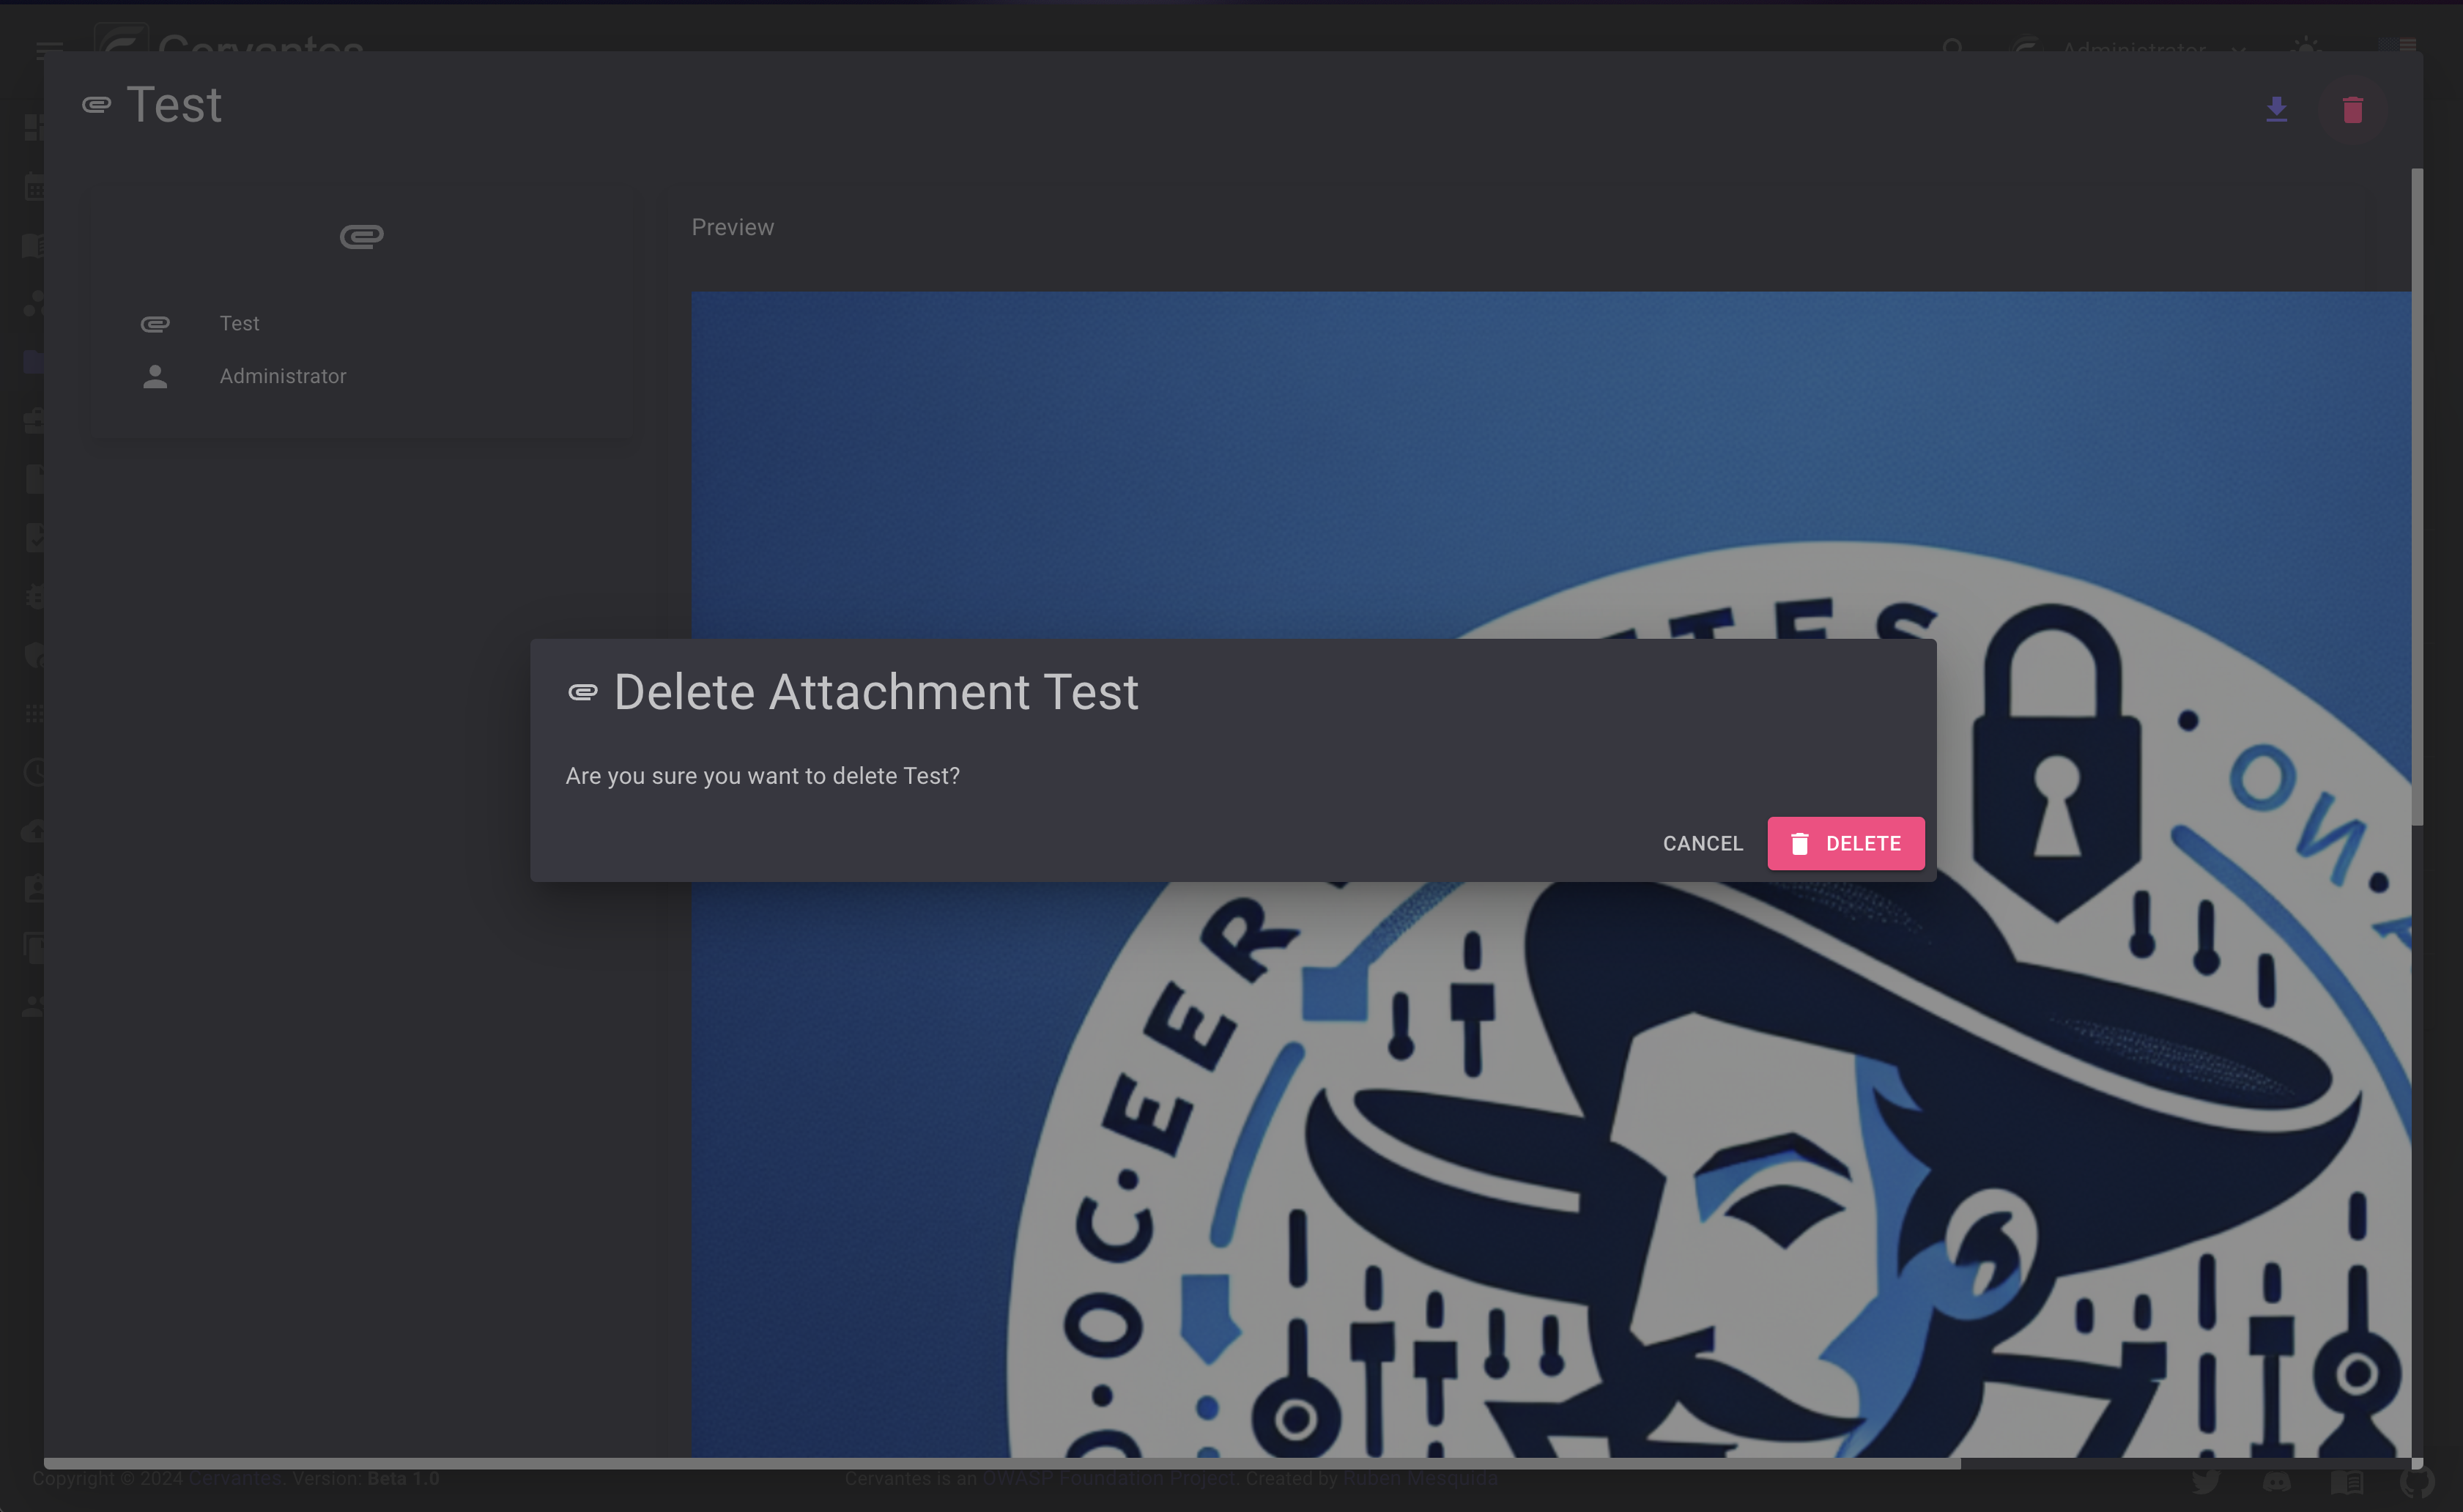 Cervantes
Administrator
Test
Preview
Test
Administrator
Delete Attachment Test
Are you sure you want to delete Test?
CANCEL
DELETE
Copyright © 2024 Cervantes. Version: Beta 1.0
Cervantes is an OWASP Foundation Project. Created by Ruben Mesquida